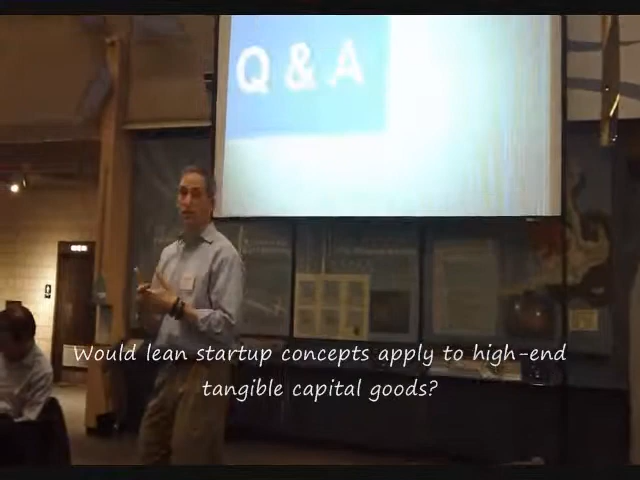 Q & A
Would lean startup concepts apply to high-end
tangible capital goods?